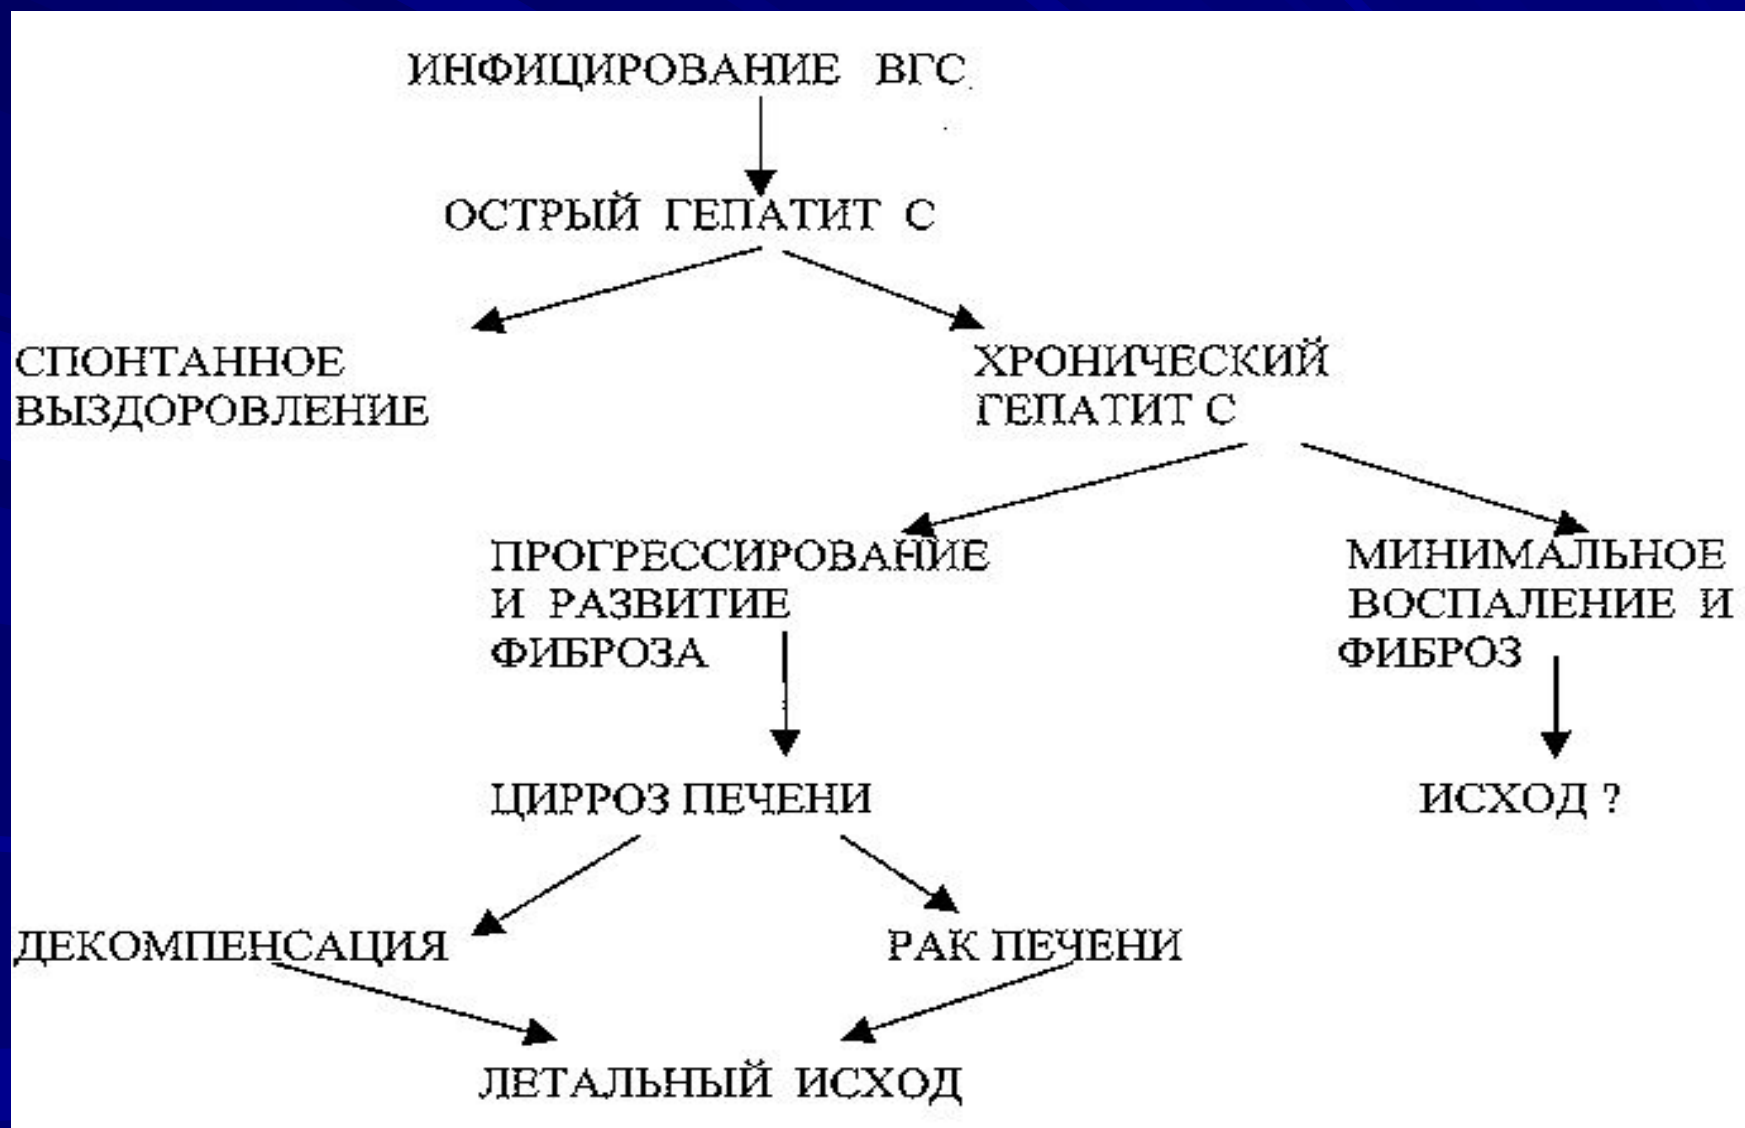 ИНФИЦИРОВАНИЕ ВГС
ОСТРЫЙ ГЕПАТИТ С
СПОНТАННОЕ
ВЫЗДОРОВЛЕНИЕ
ХРОНИЧЕСКИЙ
ГЕПАТИТ С
ПРОГРЕССИРОВАНИЕ
И РАЗВИТИЕ
ФИБРОЗА
МИНИМАЛЬНОЕ
ВОСПАЛЕНИЕ И
ФИБРОЗ
ЦИРРОЗ ПЕЧЕНИ
ИСХОД ?
ДЕКОМПЕНСАЦИЯ
РАК ПЕЧЕНИ
ЛЕТАЛЬНЫЙ ИСХОД